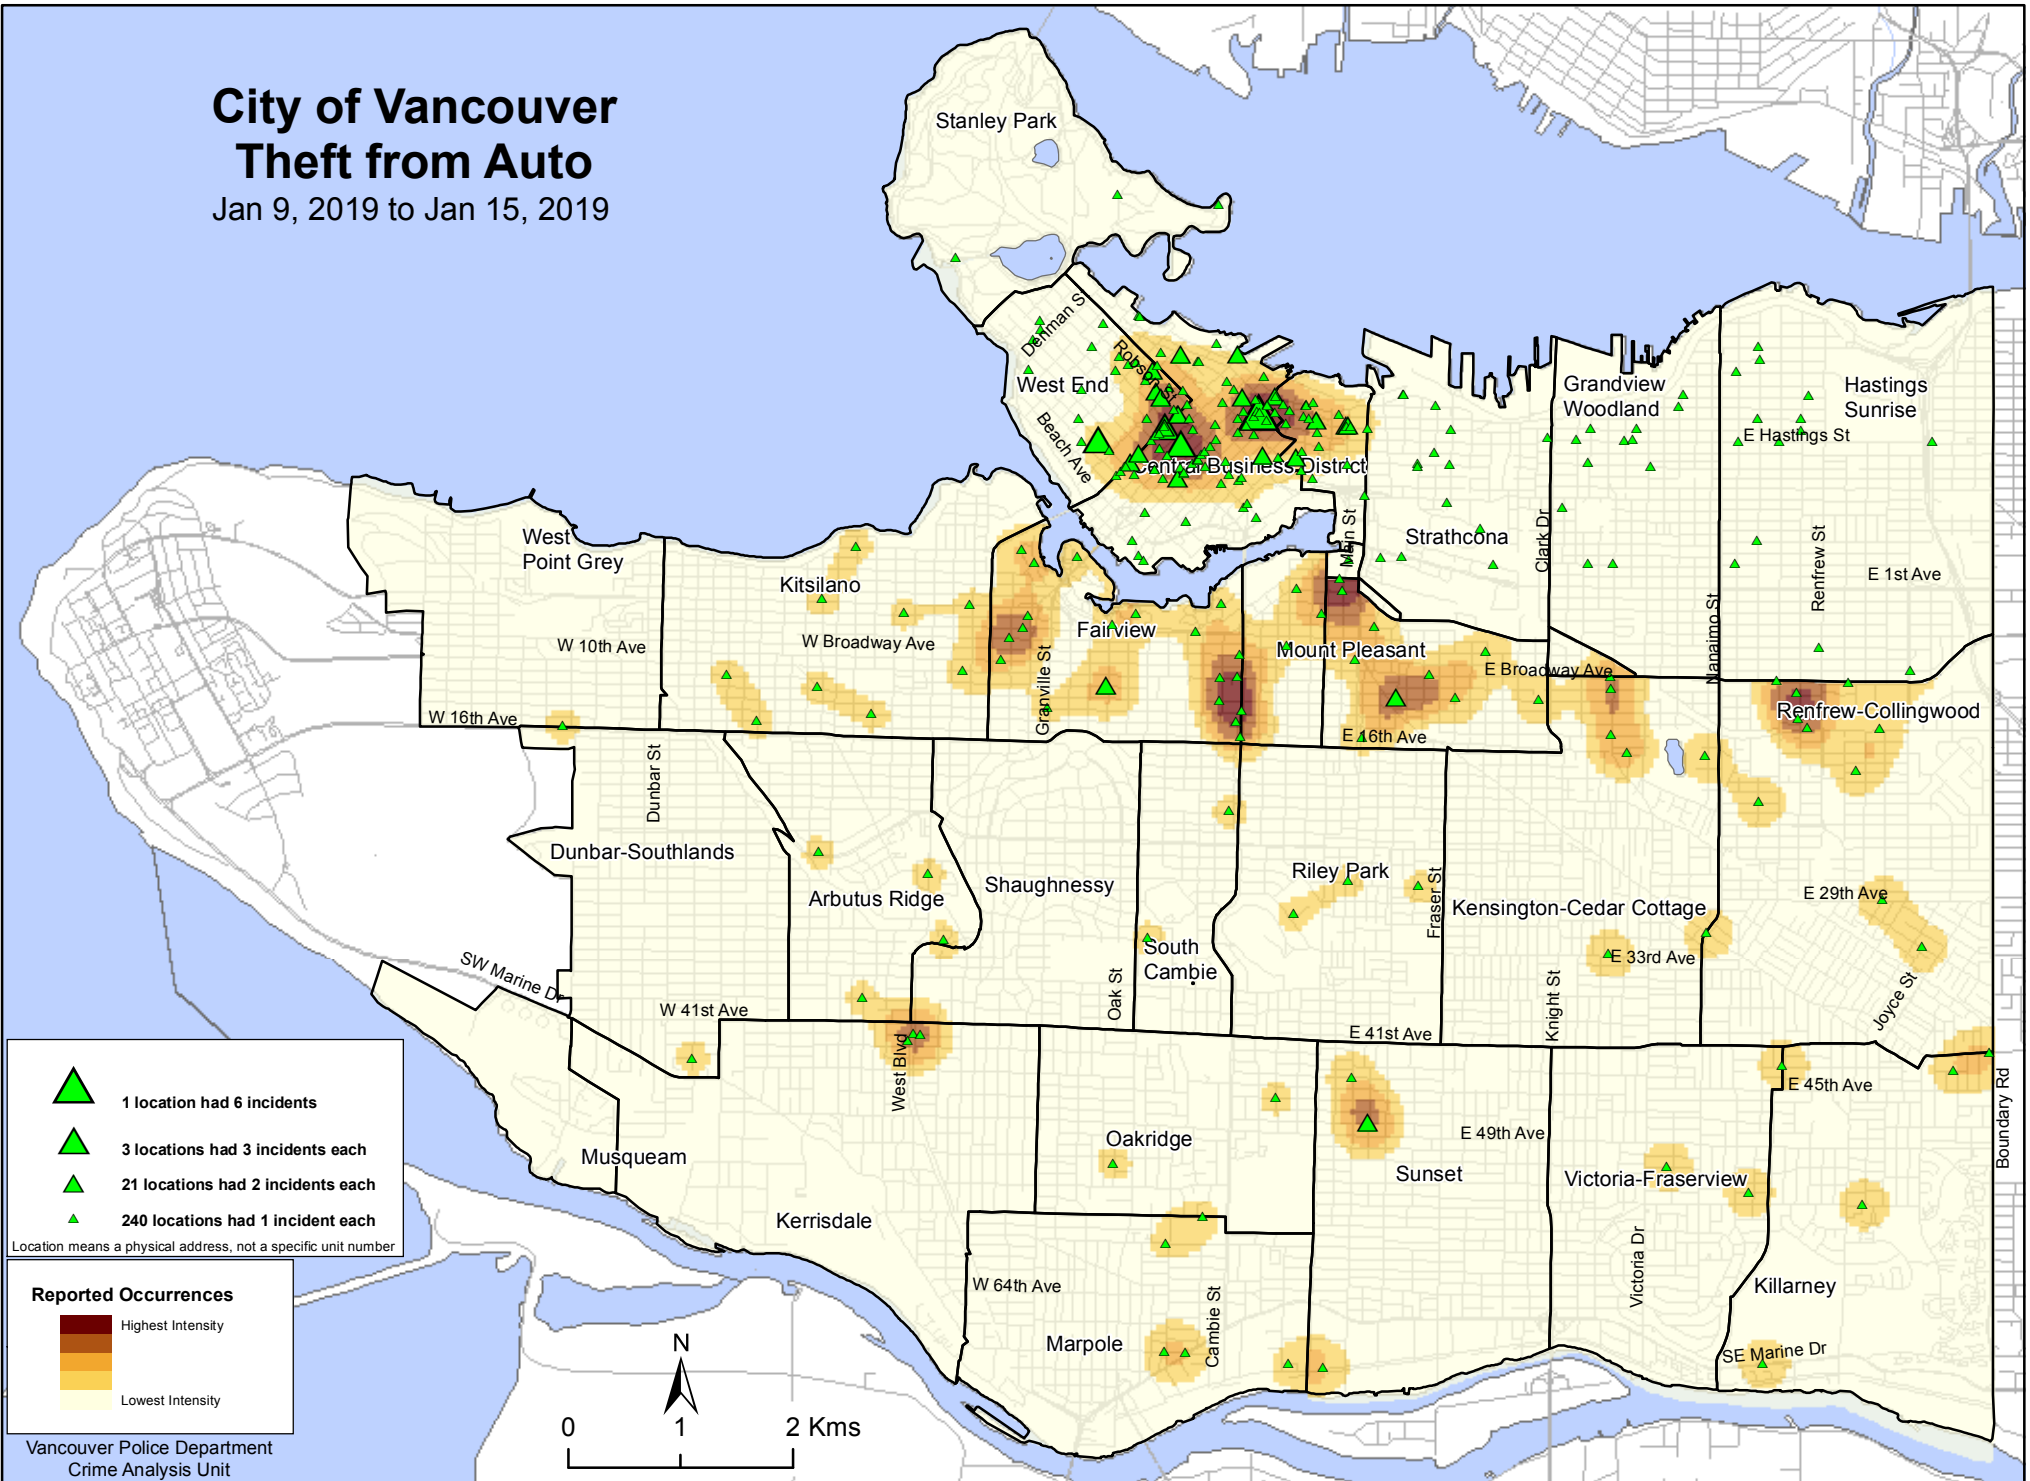 City of Vancouver
Theft from Auto
Jan 9, 2019 to Jan 15, 2019
Stanley Park
Denman S
Robson St
West End
Beach Ave
Central Business District
Grandview
Woodland
Hastings
Sunrise
E Hastings St
West
Point Grey
Kitsilano
Main St
Strathcona
Clark Dr
Renfrew St
E 1st Ave
Nanaimo St
W 10th Ave
W Broadway Ave
Fairview
Granville St
Mount Pleasant
E Broadway Ave
W 16th Ave
E 16th Ave
Renfrew-Collingwood
Dunbar St
Dunbar-Southlands
Arbutus Ridge
Shaughnessy
Riley Park
Fraser St
Kensington-Cedar Cottage
E 29th Ave
South
Cambie
E 33rd Ave
SW Marine Dr
W 41st Ave
Oak St
Knight St
Joyce St
E 41st Ave
West Blvd
E 45th Ave
Boundary Rd
Oakridge
E 49th Ave
Musqueam
Sunset
Victoria-Fraserview
Kerrisdale
Victoria Dr
W 64th Ave
Killarney
Marpole
Cambie St
SE Marine Dr
1 location had 6 incidents
3 locations had 3 incidents each
21 locations had 2 incidents each
240 locations had 1 incident each
Location means a physical address, not a specific unit number
Reported Occurrences
Highest Intensity
Lowest Intensity
Vancouver Police Department
Crime Analysis Unit
N
0 1 2 Kms